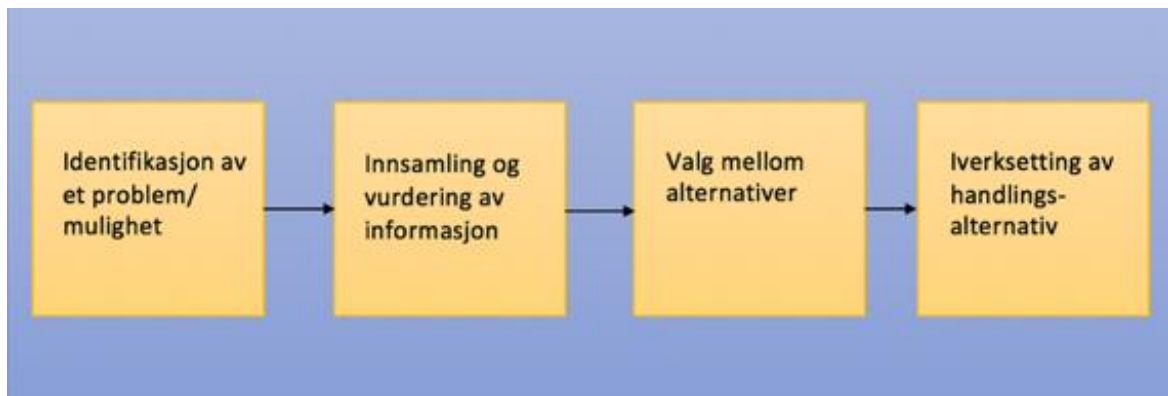 Identifikasjon av
et problem/
mulighet
Innsamling og
vurdering av
informasjon
Valg mellom
alternativer
Iverksetting av
handlings-
alternativ